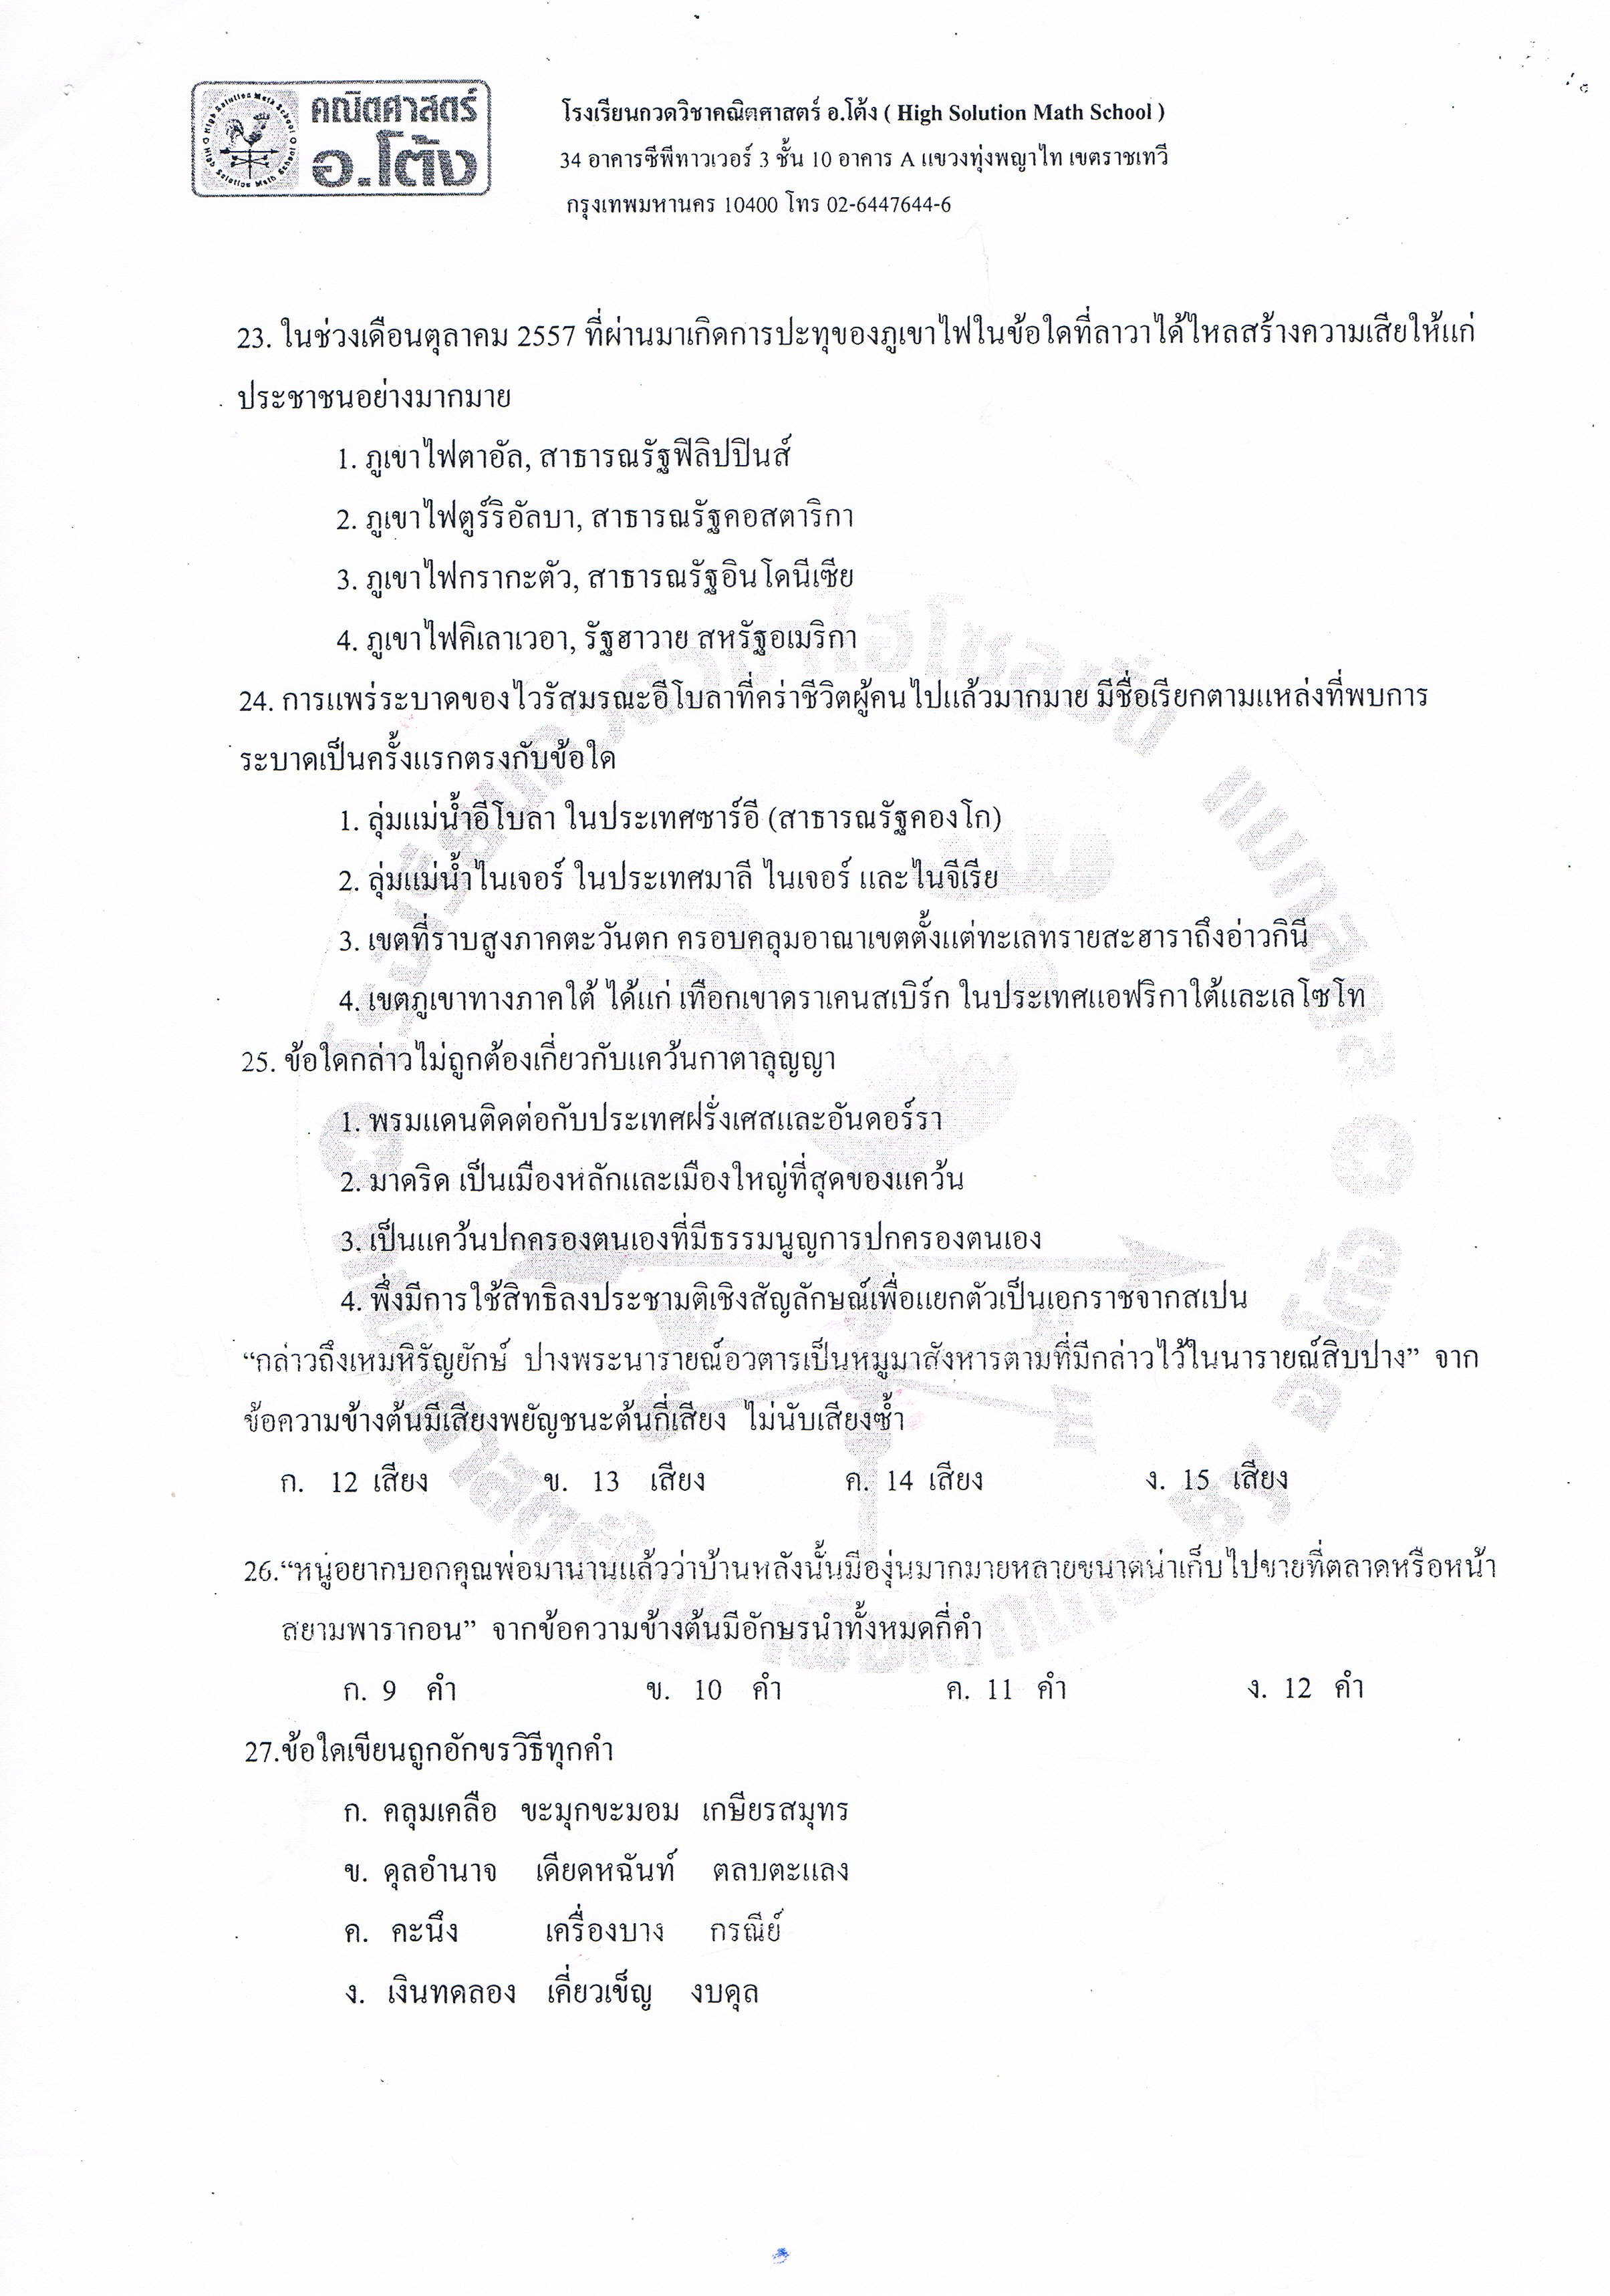 คณิตศาสตร์
อ.โต้ง
โรงเรียนกวดวิชาคณิตศาสตร์ อ.โต้ง ( High Solution Math School )
34 อาคารซีพีทาวเวอร์ 3 ชั้น 10 อาคาร A แขวงทุ่งพญาไท เขตราชเทวี
กรุงเทพมหานคร 10400 โทร 02-6447644-6
23. ในช่วงเดือนตุลาคม 2557 ที่ผ่านมาเกิดการปะทุของภูเขาไฟในข้อใดที่ลาวาได้ไหลสร้างความเสียให้แก่
ประชาชนอย่างมากมาย
1. ภูเขาไฟตาอัล, สาธารณรัฐฟิลิปปินส์
2. ภูเขาไฟตูร์ริอัลบา, สาธารณรัฐคอสตาริกา
3. ภูเขาไฟกรากะตัว, สาธารณรัฐอินโดนีเซีย
4. ภูเขาไฟคิเลาเวอา, รัฐฮาวาย สหรัฐอเมริกา
24. การแพร่ระบาดของไวรัสมรณะอีโบลาที่คร่าชีวิตผู้คนไปแล้วมากมาย มีชื่อเรียกตามแหล่งที่พบการ
ระบาดเป็นครั้งแรกตรงกับข้อใด
1. ลุ่มแม่น้ำอีโบลา ในประเทศซาร์อี (สาธารณรัฐคองโก)
2. ลุ่มแม่น้ำไนเจอร์ ในประเทศมาลี ไนเจอร์ และไนจีเรีย
3. เขตที่ราบสูงภาคตะวันตก ครอบคลุมอาณาเขตตั้งแต่ทะเลทรายสะฮาราถึงอ่าวกินี
4. เขตภูเขาทางภาคใต้ ได้แก่ เทือกเขาดราเคนสเบิร์ก ในประเทศแอฟริกาใต้และเลโซโท
25. ข้อใดกล่าวไม่ถูกต้องเกี่ยวกับแคว้นกาตาลุญญา
1. พรมแดนติดต่อกับประเทศฝรั่งเศสและอันดอร์รา
2. มาดริด เป็นเมืองหลักและเมืองใหญ่ที่สุดของแคว้น
3. เป็นแคว้นปกครองตนเองที่มีธรรมนูญการปกครองตนเอง
4. พึ่งมีการใช้สิทธิลงประชามติเชิงสัญลักษณ์เพื่อแยกตัวเป็นเอกราชจากสเปน
“กล่าวถึงเหมหิรัญยักษ์ ปางพระนารายณ์อวตารเป็นหมูมาสังหารตามที่มีกล่าวไว้ในนารายณ์สิบปาง” จาก
ข้อความข้างต้นมีเสียงพยัญชนะต้นกี่เสียง ไม่นับเสียงซ้ำ
ก. 12 เสียง ข. 13 เสียง ค. 14 เสียง ง. 15 เสียง
26.“หนูอยากบอกคุณพ่อมานานแล้วว่าบ้านหลังนั้นมีองุ่นมากมายหลายขนาดน่าเก็บไปขายที่ตลาดหรือหน้า
สยามพารากอน” จากข้อความข้างต้นมีอักษรนำทั้งหมดกี่คำ
ก. 9 คำ ข. 10 คำ ค. 11 คำ ง. 12 คำ
27.ข้อใดเขียนถูกอักขรวิธีทุกคำ
ก. คลุมเคลือ ขะมุกขะมอม เกษียรสมุทร
ข. ดุลอำนาจ เดียดหฉันท์ ตลบตะแลง
ค. คะนึง เครื่องบาง กรณีย์
ง. เงินทดลอง เคี่ยวเข็ญ งบดุล